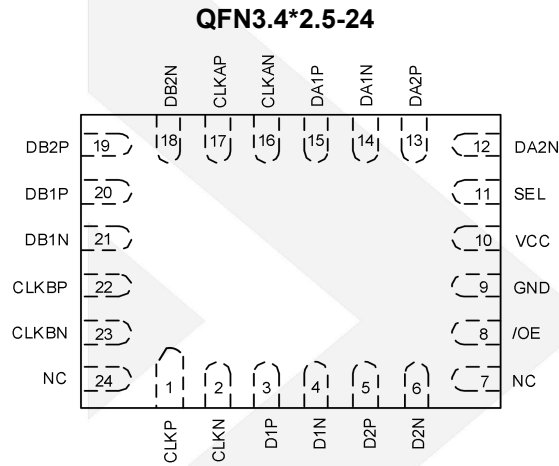 QFN3.4*2.5-24
DB2N
CLKAP
CLKAN
DA1P
DA1N
DA2P
18
17
16
15
14
13
DB2P 19
12 DA2N
DB1P 20
11 SEL
DB1N 21
10 VCC
CLKBP 22
9 GND
CLKBN 23
8 /OE
NC 24
7 NC
1
2
3
4
5
6
CLKP
CLKN
D1P
D1N
D2P
D2N